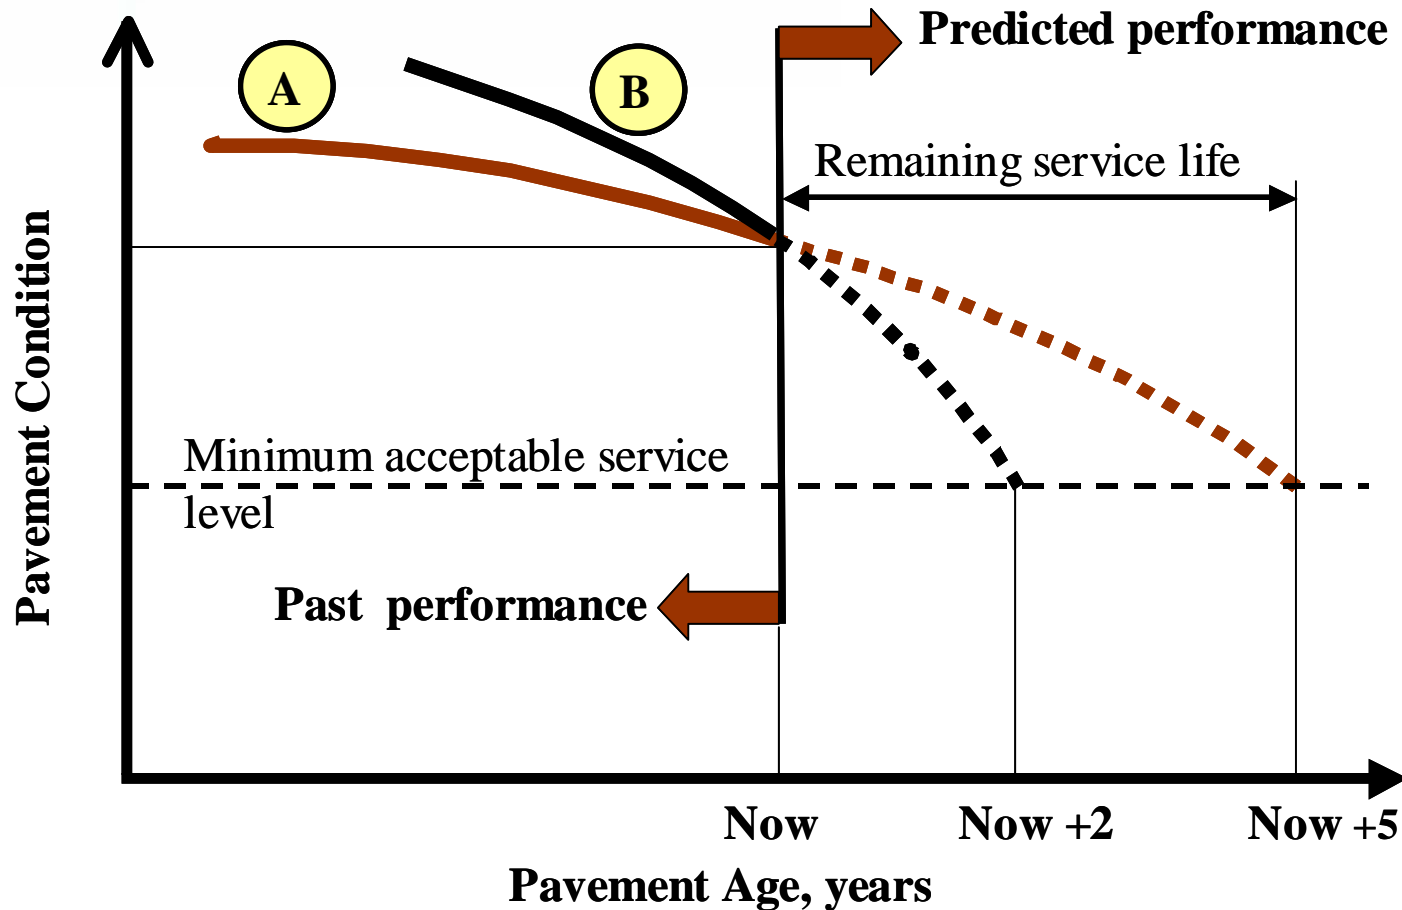 Predicted performance
A
B
Remaining service life
Pavement Condition
Minimum acceptable service
level
Past performance
Now
Now +2
Now +5
Pavement Age, years